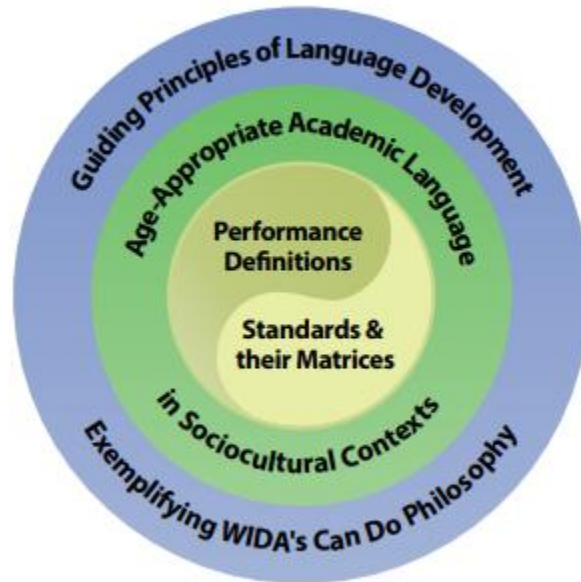 Guiding Principles of Language Development
Age-Appropriate Academic Language
Performance
Definitions
Standards &
their Matrices
in Sociocultural Contexts
Exemplifying WIDA's Can Do Philosophy